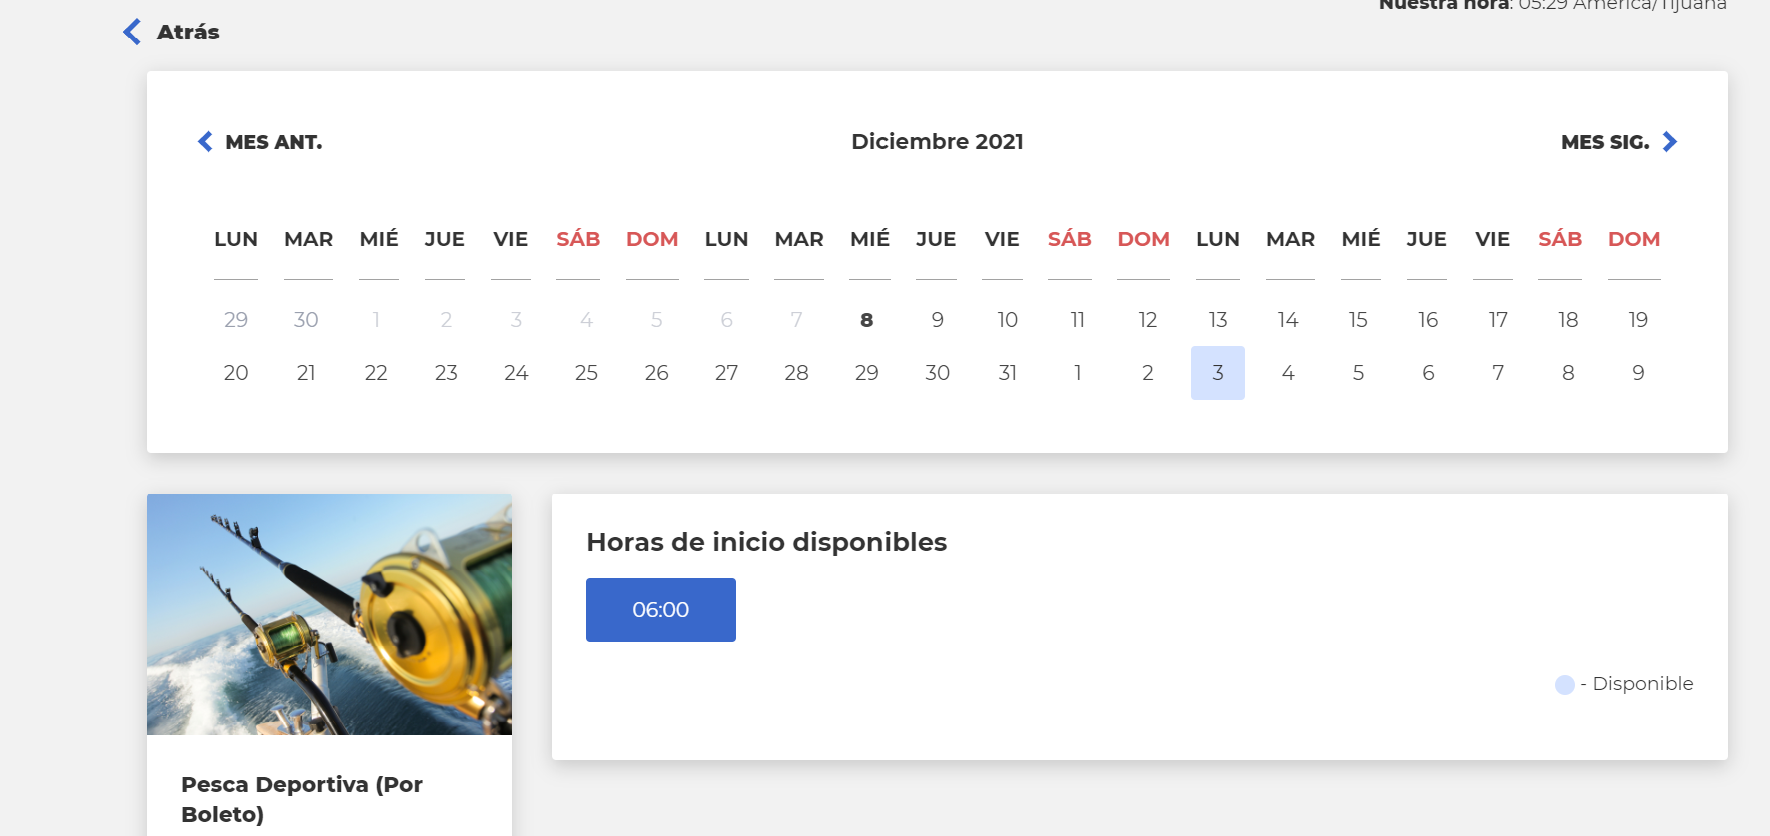 Nuestra hora: 05:29 America/Tijuana
Atrás
MES ANT. Diciembre 2021 MES SIG.
LUN MAR MIÉ JUE VIE SÁB DOM LUN MAR MIÉ JUE VIE SÁB DOM LUN MAR MIÉ JUE VIE SÁB DOM
29 30 1 2 3 4 5 6 7 8 9 10 11 12 13 14 15 16 17 18 19
20 21 22 23 24 25 26 27 28 29 30 31 1 2 3 4 5 6 7 8 9
Horas de inicio disponibles
06:00
- Disponible
Pesca Deportiva (Por
Boleto)